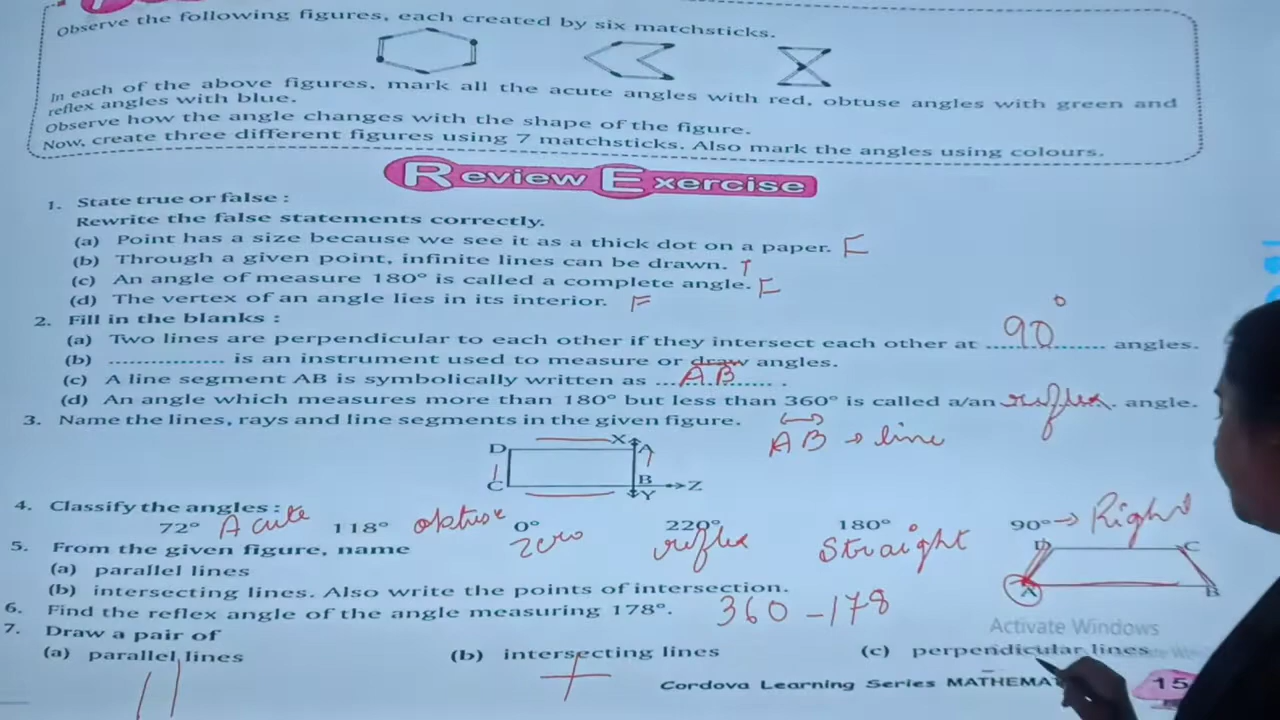 Observe the following figures, each created by six matchsticks.
In each of the above figures, mark all the acute angles with red, obtuse angles with green and
reflex angles with blue.
Observe how the angle changes with the shape of the figure.
Now, create three different figures using 7 matchsticks. Also mark the angles using colours.
Review Exercise
1. State true or false :
Rewrite the false statements correctly.
(a) Point has a size because we see it as a thick dot on a paper. F
(b) Through a given point, infinite lines can be drawn. T
(c) An angle of measure 180° is called a complete angle. F
(d) The vertex of an angle lies in its interior. F
2. Fill in the blanks :
(a) Two lines are perpendicular to each other if they intersect each other at ...90°... angles.
(b) .................. is an instrument used to measure or draw angles.
(c) A line segment AB is symbolically written as ...AB... .
(d) An angle which measures more than 180° but less than 360° is called a/an reflex angle.
3. Name the lines, rays and line segments in the given figure.
AB → line
D X A
C B Z
Y
4. Classify the angles :
72° Acute 118° obtuse 0° Zero 220° reflex 180° Straight 90° → Right
5. From the given figure, name
D C
(a) parallel lines
(b) intersecting lines. Also write the points of intersection.
A B
6. Find the reflex angle of the angle measuring 178°. 360 - 178
7. Draw a pair of
(a) parallel lines (b) intersecting lines (c) perpendicular lines
Activate Windows
Cordova Learning Series MATHEMA
15